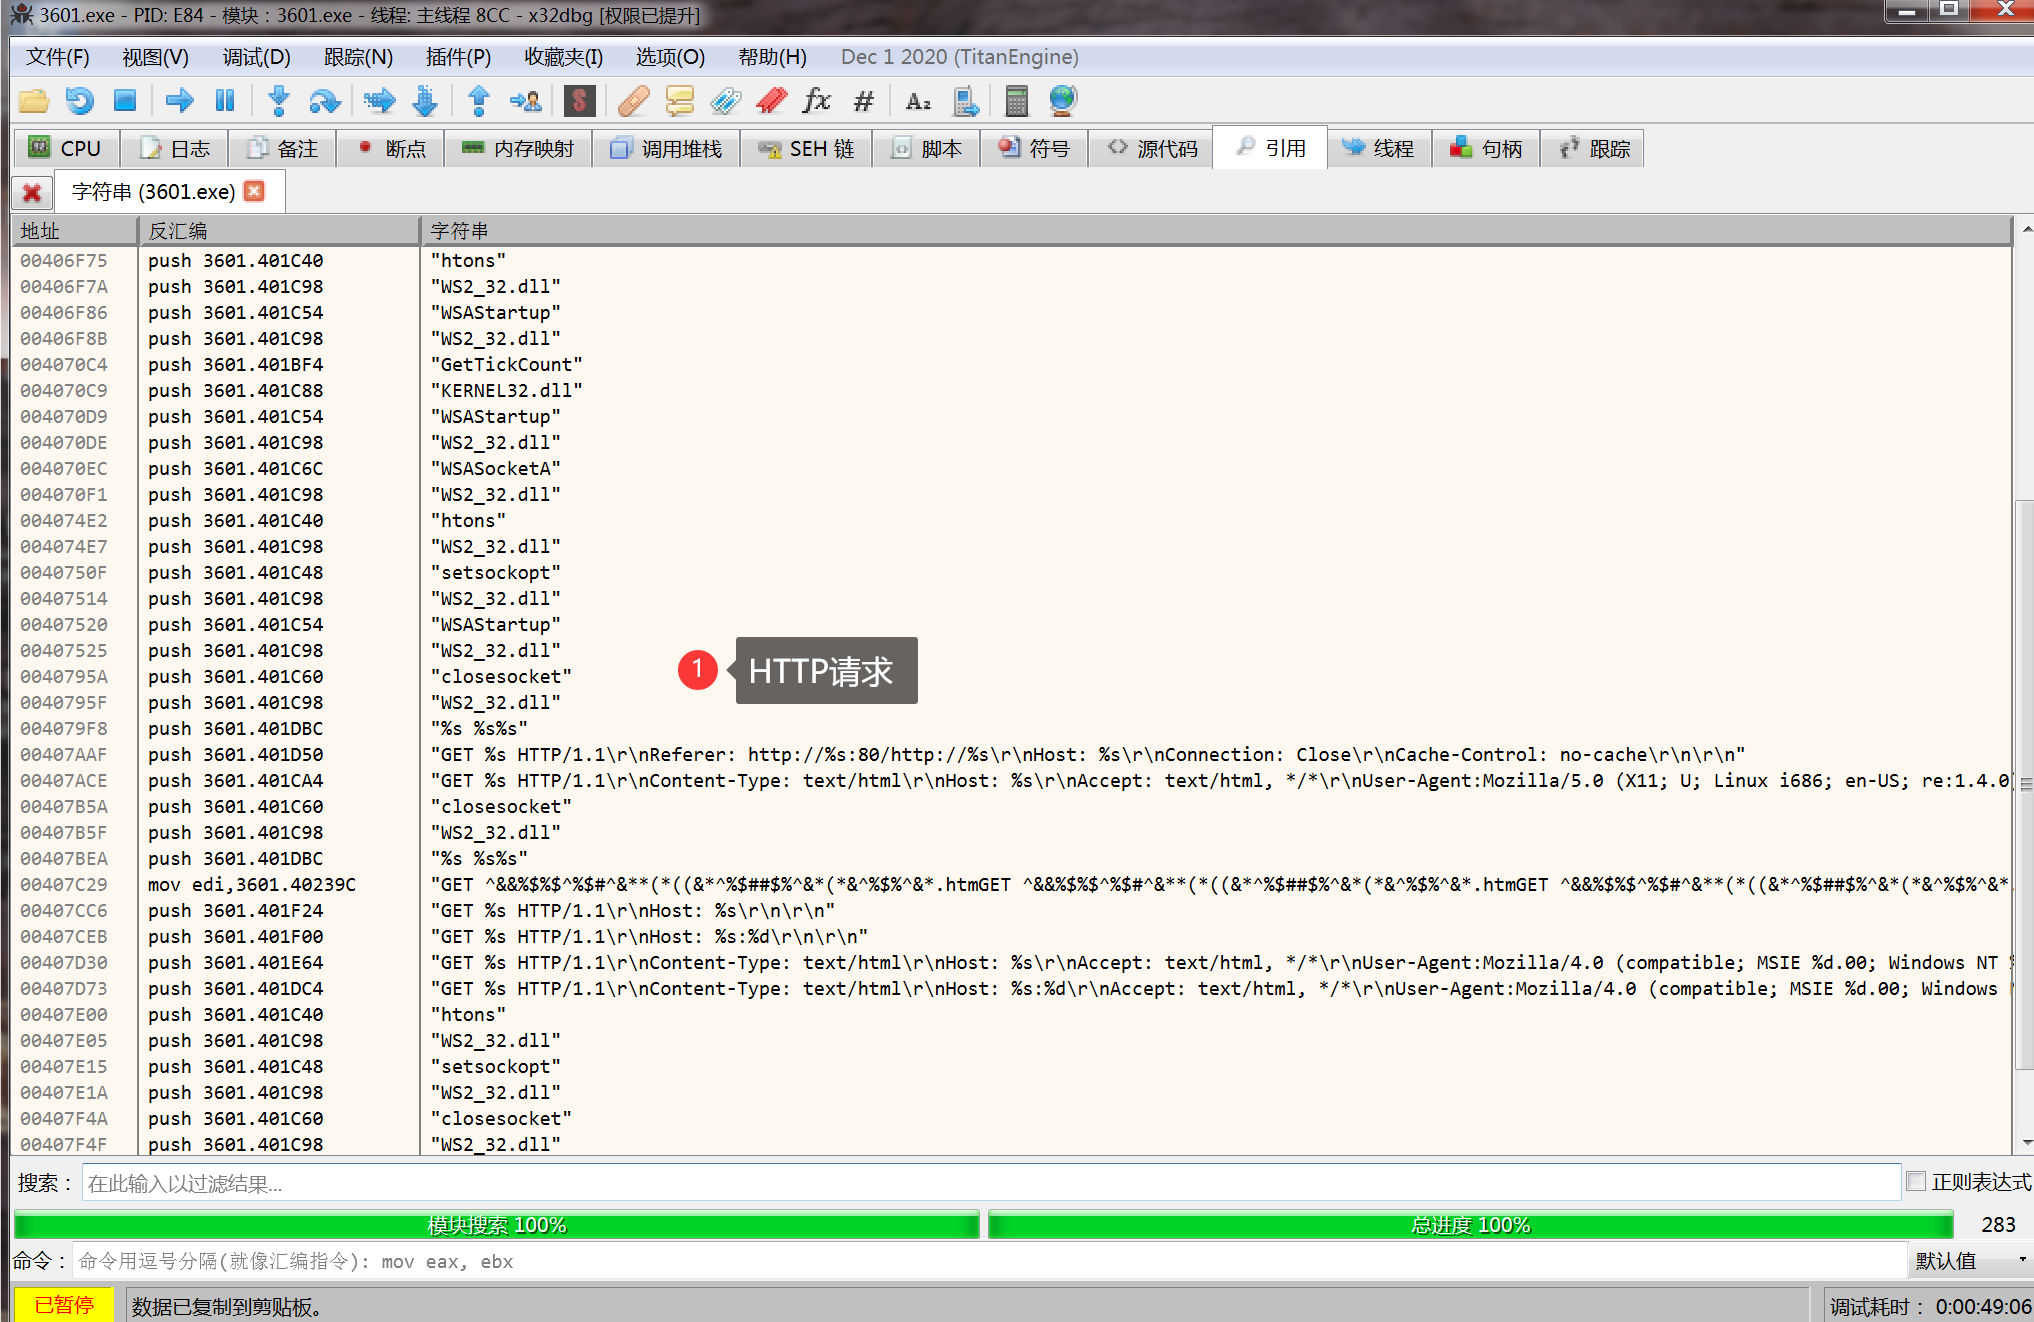 3601.exe - PID: E84 - 模块：3601.exe - 线程: 主线程 8CC - x32dbg [权限已提升]
文件(F) 视图(V) 调试(D) 跟踪(N) 插件(P) 收藏夹(I) 选项(O) 帮助(H) Dec 1 2020 (TitanEngine)
CPU 日志 备注 断点 内存映射 调用堆栈 SEH 链 脚本 符号 源代码 引用 线程 句柄 跟踪
字符串 (3601.exe)
地址 反汇编 字符串
00406F75 push 3601.401C40 "htons"
00406F7A push 3601.401C98 "WS2_32.dll"
00406F86 push 3601.401C54 "WSAStartup"
00406F8B push 3601.401C98 "WS2_32.dll"
004070C4 push 3601.401BF4 "GetTickCount"
004070C9 push 3601.401C88 "KERNEL32.dll"
004070D9 push 3601.401C54 "WSAStartup"
004070DE push 3601.401C98 "WS2_32.dll"
004070EC push 3601.401C6C "WSASocketA"
004070F1 push 3601.401C98 "WS2_32.dll"
004074E2 push 3601.401C40 "htons"
004074E7 push 3601.401C98 "WS2_32.dll"
0040750F push 3601.401C48 "setsockopt"
00407514 push 3601.401C98 "WS2_32.dll"
00407520 push 3601.401C54 "WSAStartup"
00407525 push 3601.401C98 "WS2_32.dll"
1 HTTP请求
0040795A push 3601.401C60 "closesocket"
0040795F push 3601.401C98 "WS2_32.dll"
004079F8 push 3601.401DBC "%s %s%s"
00407AAF push 3601.401D50 "GET %s HTTP/1.1\r\nReferer: http://%s:80/http://%s\r\nHost: %s\r\nConnection: Close\r\nCache-Control: no-cache\r\n\r\n"
00407ACE push 3601.401CA4 "GET %s HTTP/1.1\r\nContent-Type: text/html\r\nHost: %s\r\nAccept: text/html, */*\r\nUser-Agent:Mozilla/5.0 (X11; U; Linux i686; en-US; re:1.4.0
00407B5A push 3601.401C60 "closesocket"
00407B5F push 3601.401C98 "WS2_32.dll"
00407BEA push 3601.401DBC "%s %s%s"
00407C29 mov edi,3601.40239C "GET ^&&%$%$^%$#^&**(*((&*^%$##$%^&*(*&^%$%^&*.htmGET ^&&%$%$^%$#^&**(*((&*^%$##$%^&*(*&^%$%^&*.htmGET ^&&%$%$^%$#^&**(*((&*^%$##$%^&*(*&^%$%^&*.
00407CC6 push 3601.401F24 "GET %s HTTP/1.1\r\nHost: %s\r\n\r\n"
00407CEB push 3601.401F00 "GET %s HTTP/1.1\r\nHost: %s:%d\r\n\r\n"
00407D30 push 3601.401E64 "GET %s HTTP/1.1\r\nContent-Type: text/html\r\nHost: %s\r\nAccept: text/html, */*\r\nUser-Agent:Mozilla/4.0 (compatible; MSIE %d.00; Windows NT
00407D73 push 3601.401DC4 "GET %s HTTP/1.1\r\nContent-Type: text/html\r\nHost: %s:%d\r\nAccept: text/html, */*\r\nUser-Agent:Mozilla/4.0 (compatible; MSIE %d.00; Windows
00407E00 push 3601.401C40 "htons"
00407E05 push 3601.401C98 "WS2_32.dll"
00407E15 push 3601.401C48 "setsockopt"
00407E1A push 3601.401C98 "WS2_32.dll"
00407F4A push 3601.401C60 "closesocket"
00407F4F push 3601.401C98 "WS2_32.dll"
搜索： 在此输入以过滤结果... 正则表达式
模块搜索 100% 总进度 100% 283
命令： 命令用逗号分隔(就像汇编指令): mov eax, ebx 默认值
已暂停 数据已复制到剪贴板。 调试耗时： 0:00:49:06